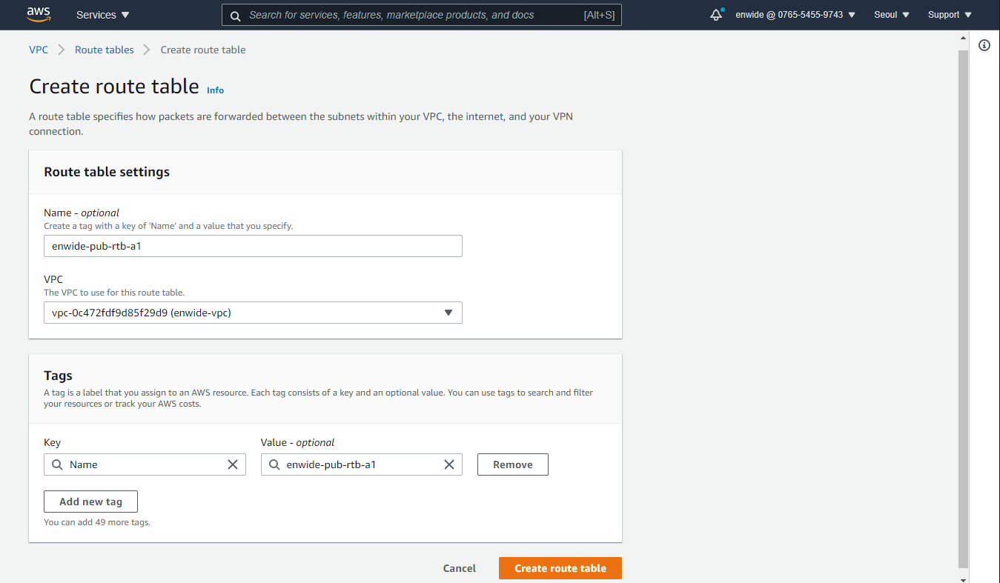 aws Services Search for services, features, marketplace products, and docs [Alt+S] enwide @ 0765-5455-9743 Seoul Support
VPC Route tables Create route table
Create route table Info
A route table specifies how packets are forwarded between the subnets within your VPC, the internet, and your VPN
connection.
Route table settings
Name - optional
Create a tag with a key of 'Name' and a value that you specify.
enwide-pub-rtb-a1
VPC
The VPC to use for this route table.
vpc-0c472fdf9d85f29d9 (enwide-vpc)
Tags
A tag is a label that you assign to an AWS resource. Each tag consists of a key and an optional value. You can use tags to search and filter
your resources or track your AWS costs.
Key Value - optional
Name enwide-pub-rtb-a1 Remove
Add new tag
You can add 49 more tags.
Cancel Create route table